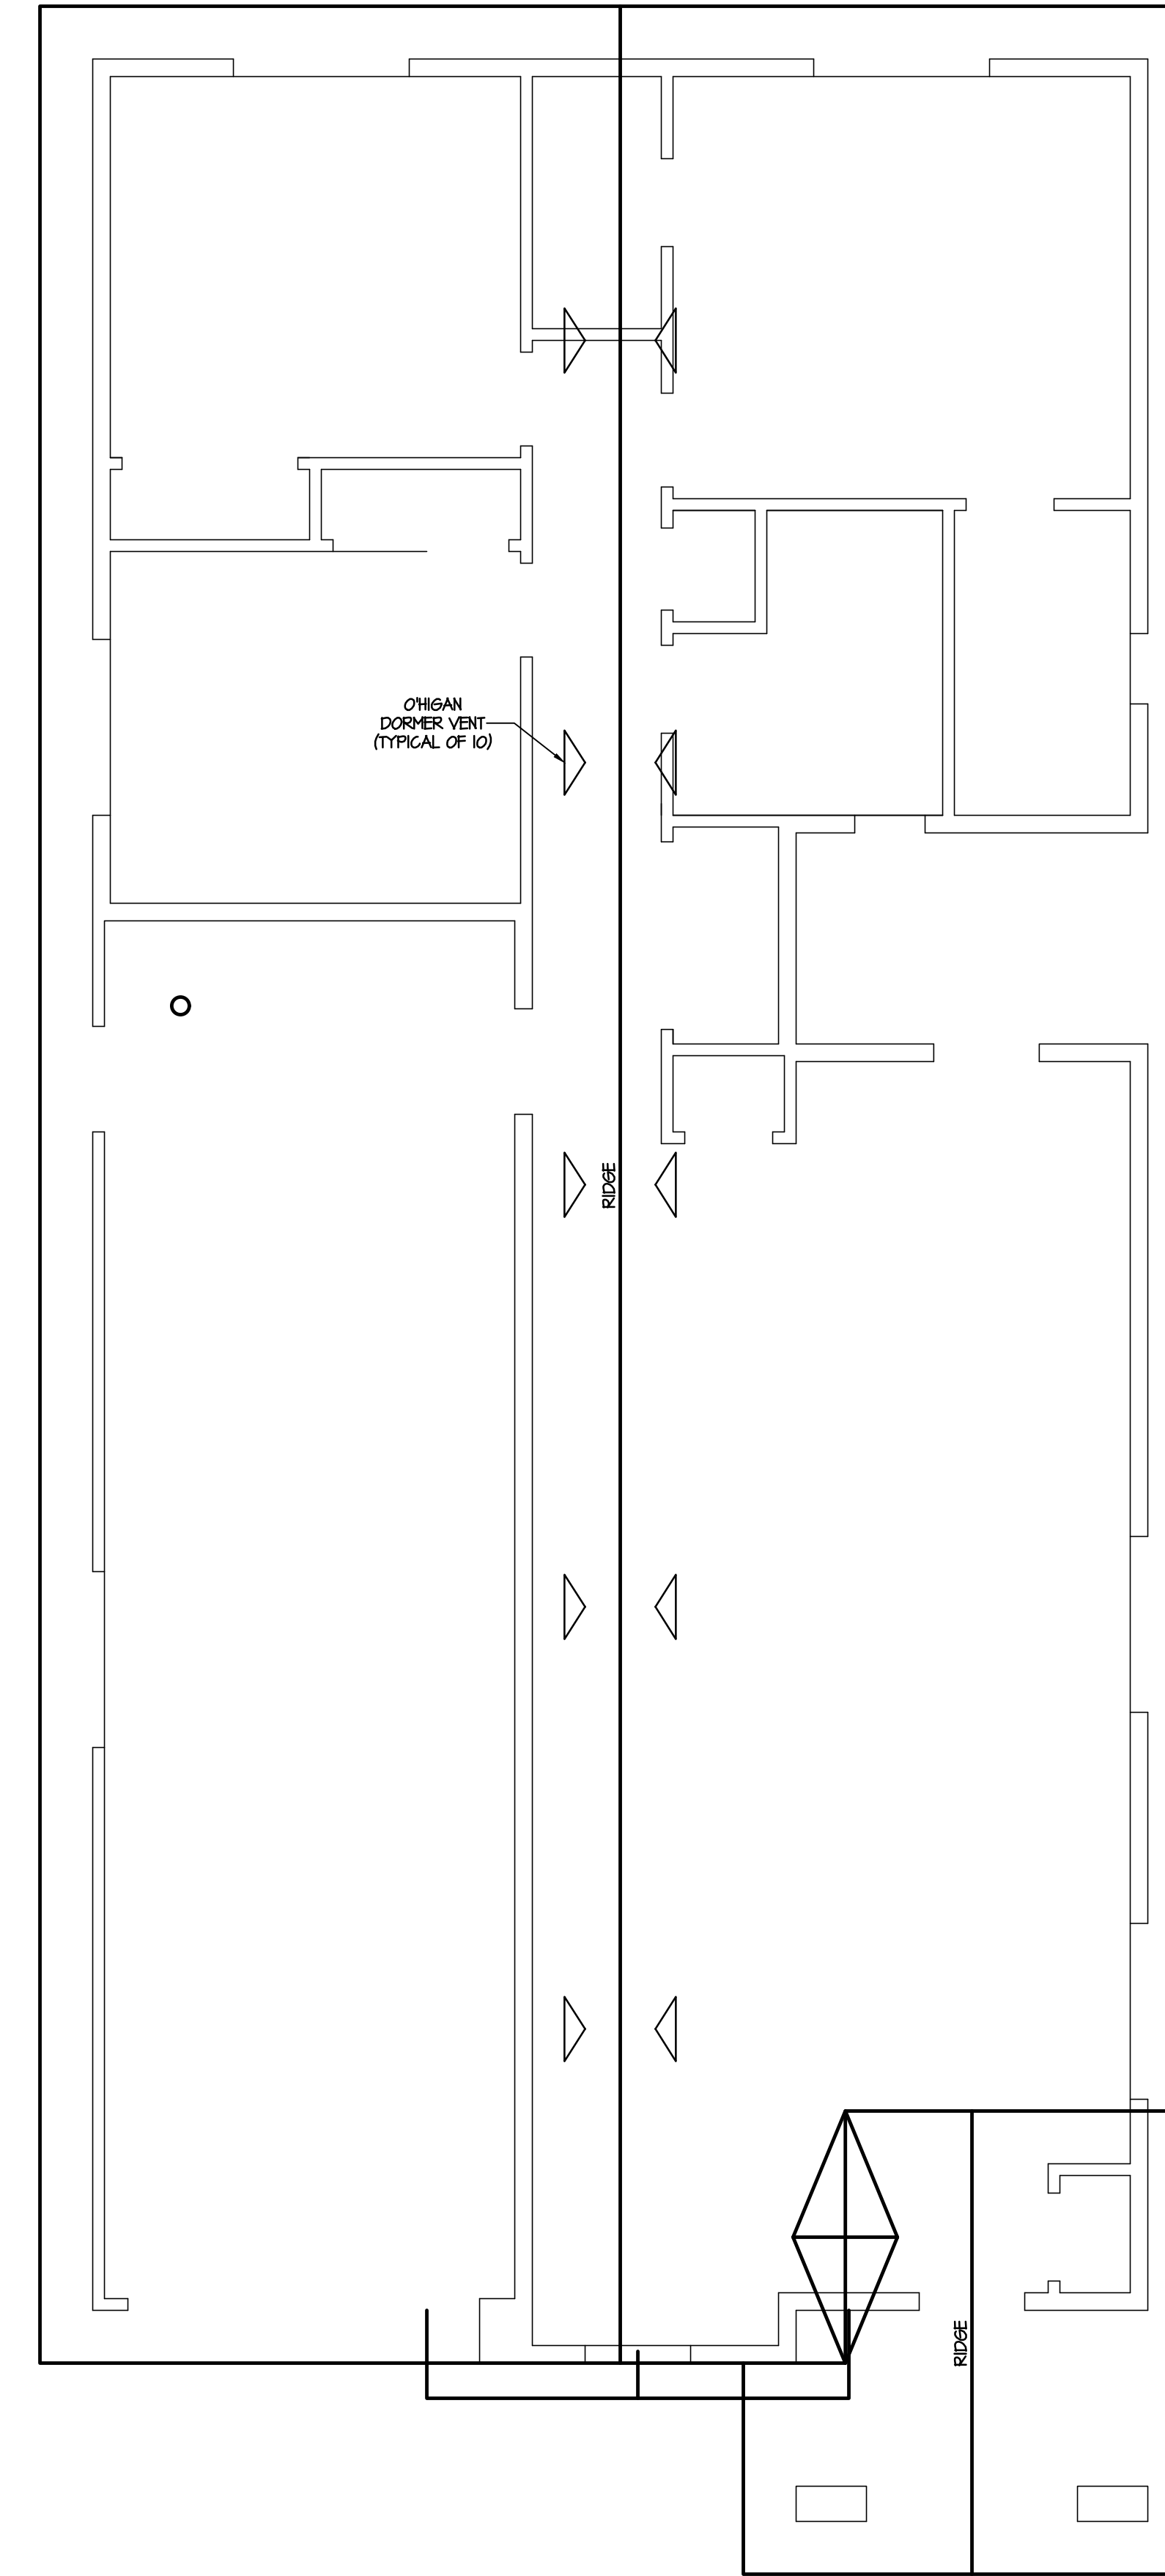 O'HIGAN
DORMER VENT
(TYPICAL OF 10)
RIDGE
RIDGE